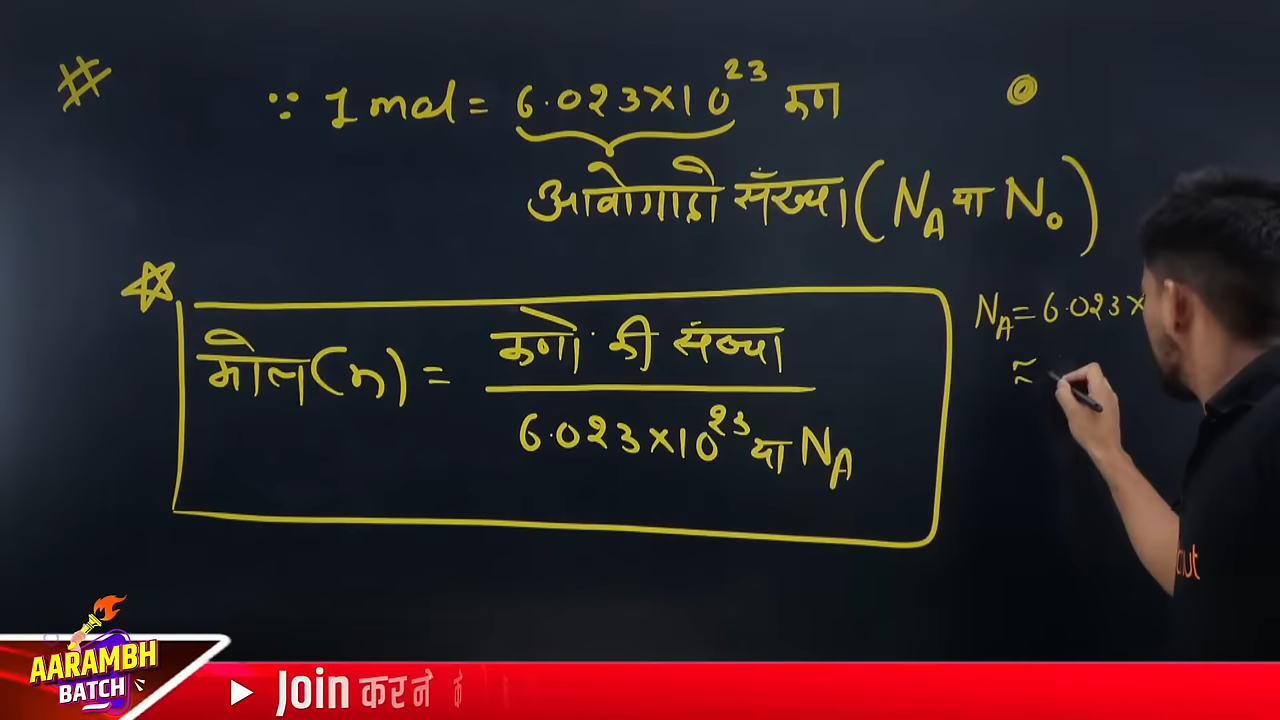 #
∵ 1 mol = 6.023×10²³ कण
आवोगाद्रो संख्या (N_A या N₀)
मोल (n) = कणों की संख्या / 6.023×10²³ या N_A
N_A = 6.023×
≈
AARAMBH
BATCH
Join करने